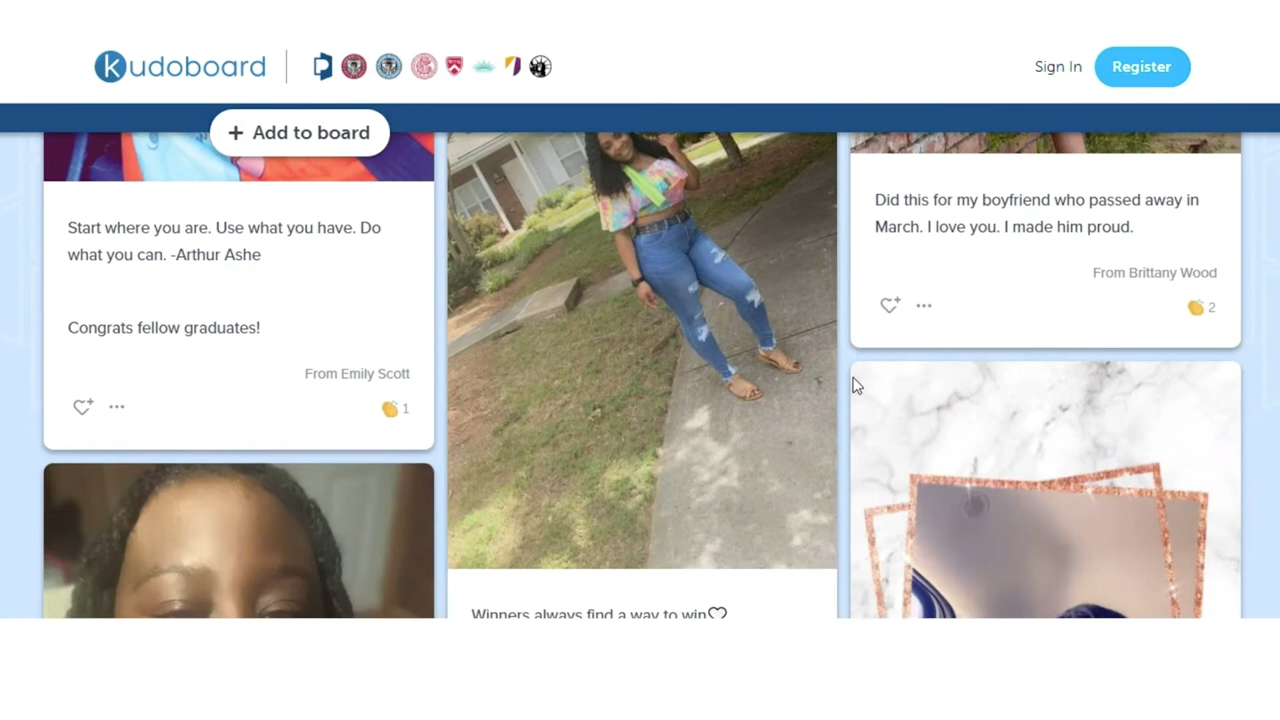 kudoboard
Sign In
Register
+ Add to board
Start where you are. Use what you have. Do
what you can. -Arthur Ashe
Congrats fellow graduates!
From Emily Scott
1
Winners always find a way to win♡
Did this for my boyfriend who passed away in
March. I love you. I made him proud.
From Brittany Wood
2